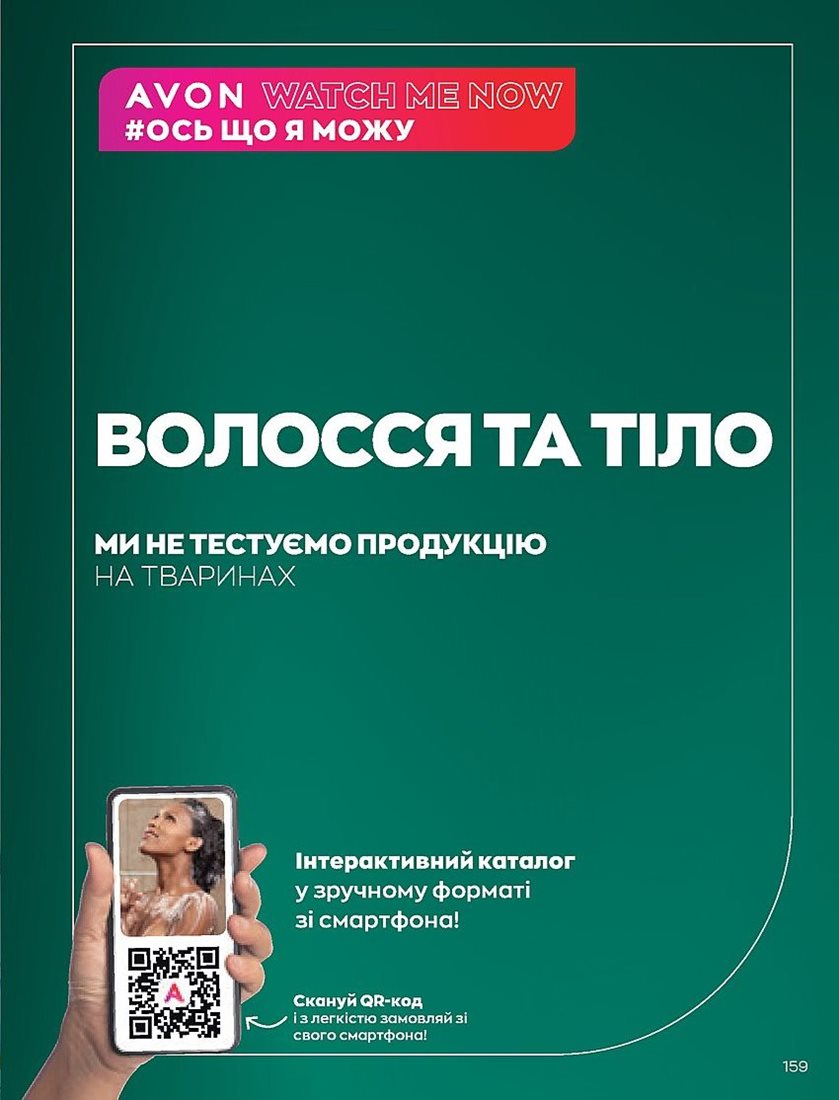 AVON WATCH ME NOW
#ОСЬ ЩО Я МОЖУ
ВОЛОССЯ ТА ТІЛО
МИ НЕ ТЕСТУЄМО ПРОДУКЦІЮ
НА ТВАРИНАХ
Інтерактивний каталог
у зручному форматі
зі смартфона!
A
Скануй QR-код
і з легкістю замовляй зі
свого смартфона!
159